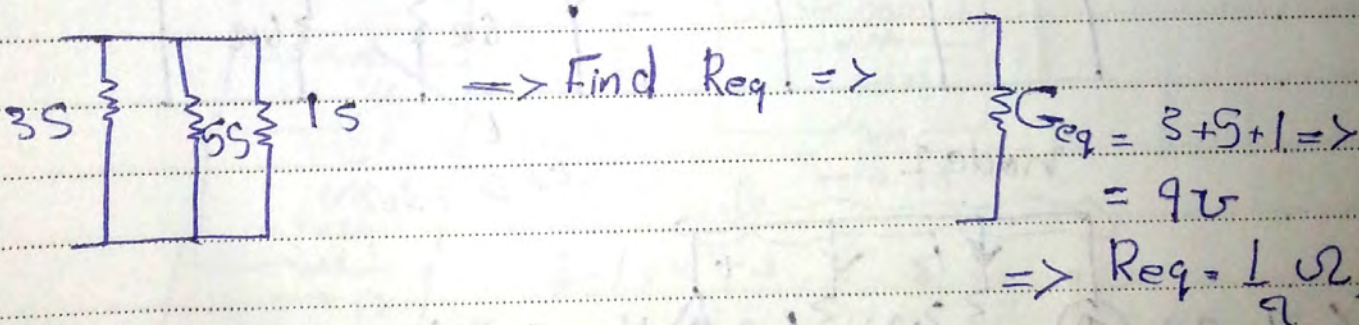 3S 5S 1S => Find Req. => Geq = 3+5+1 =>
= 9℧
=> Req = 1/9 Ω